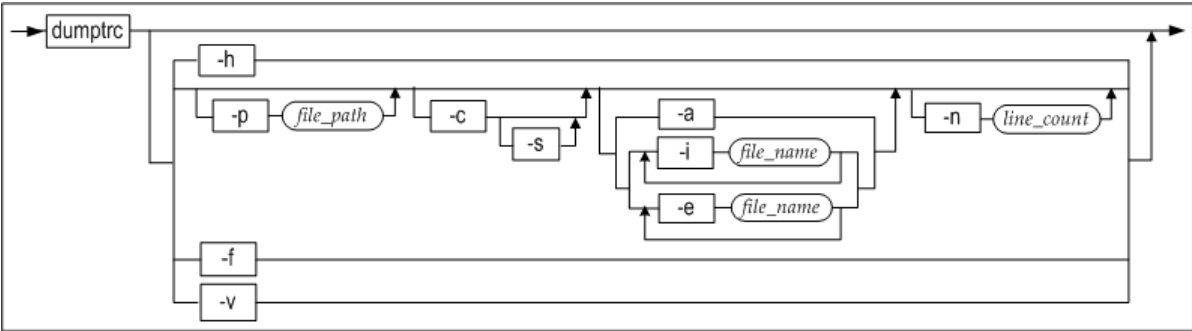 dumptrc
-h
-p file_path -c -s -a -n line_count
-i file_name
-e file_name
-f
-v